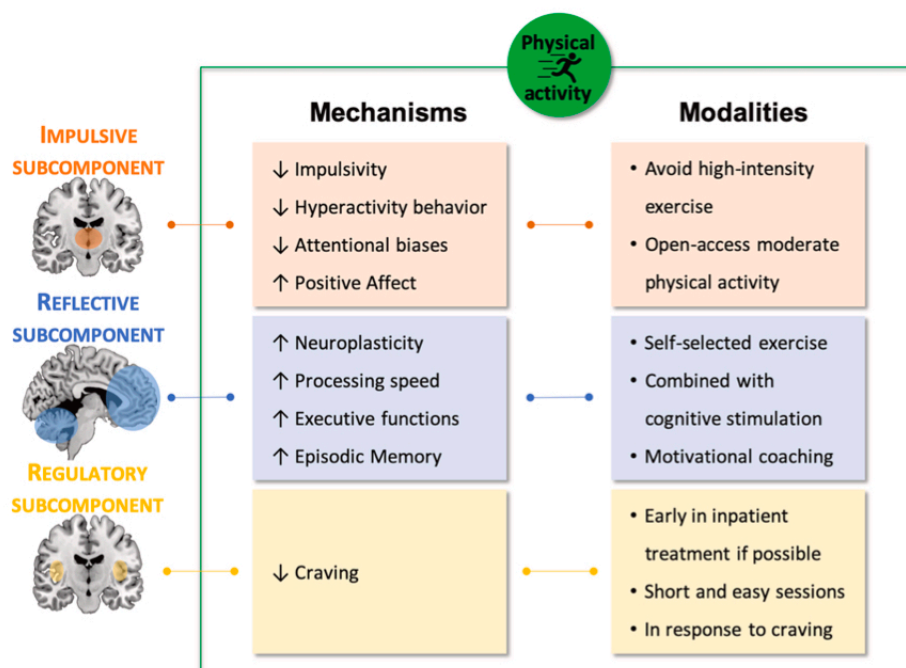 Physical
activity
Mechanisms
Modalities
IMPULSIVE
SUBCOMPONENT
↓ Impulsivity
↓ Hyperactivity behavior
↓ Attentional biases
↑ Positive Affect
• Avoid high-intensity
exercise
• Open-access moderate
physical activity
REFLECTIVE
SUBCOMPONENT
↑ Neuroplasticity
↑ Processing speed
↑ Executive functions
↑ Episodic Memory
• Self-selected exercise
• Combined with
cognitive stimulation
• Motivational coaching
REGULATORY
SUBCOMPONENT
↓ Craving
• Early in inpatient
treatment if possible
• Short and easy sessions
• In response to craving